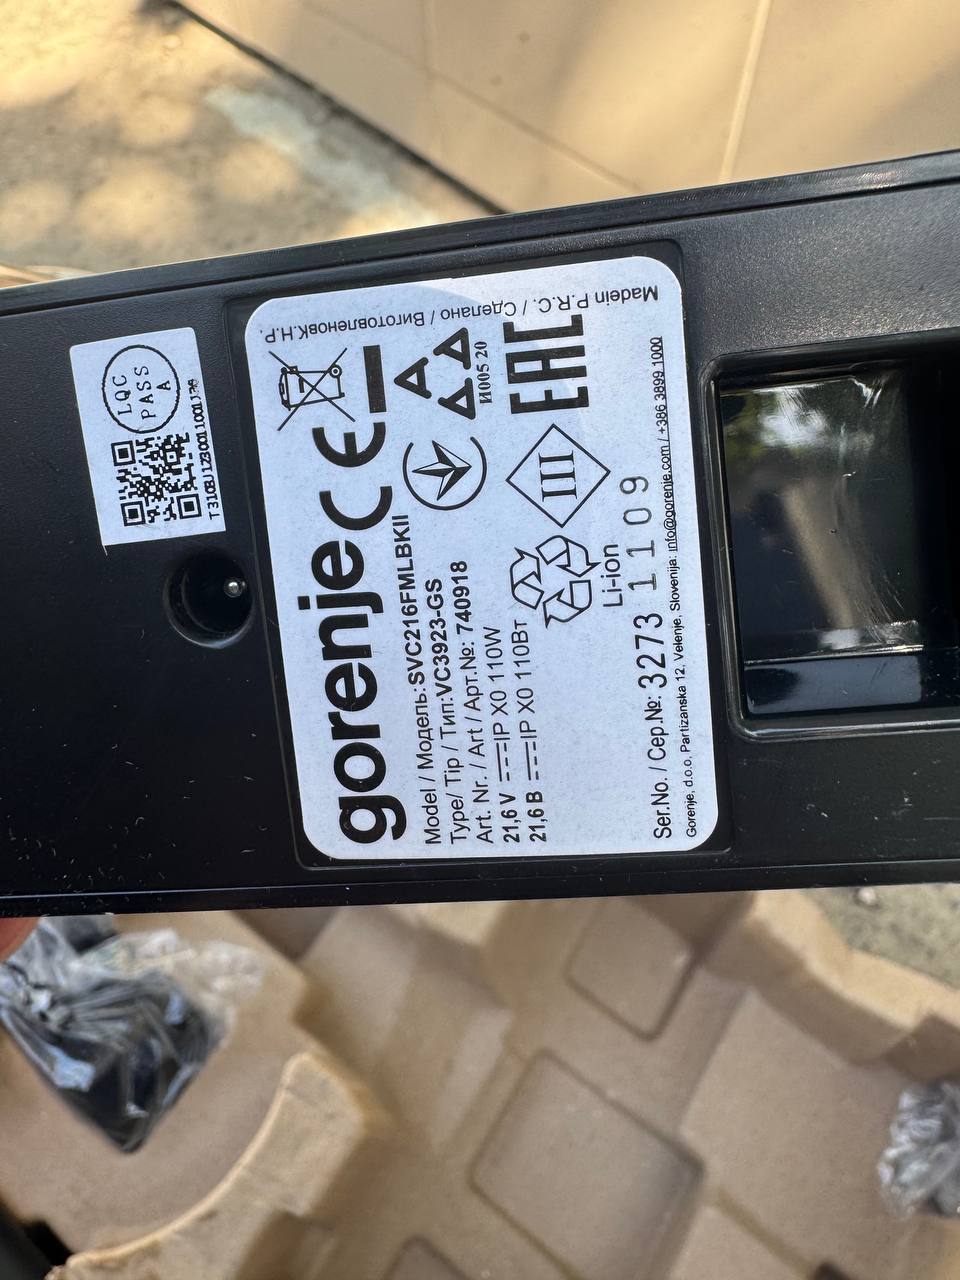 LQC
PASS
A
gorenje
CE
Model / Модель: SVC216FMLBKII
Type/ Tip / Тип: VC3923-GS
Art. Nr. / Art / Арт.№: 740918
21,6 V IP X0 110W
21,6 В IP X0 110Вт
И005 20
EAC
III
Li-ion
Ser.No. / Сер.№: 3273 1109
Gorenje, d.o.o, Partizanska 12, Velenje, Slovenija: info@gorenje.com / +386 3899 1000
Madein P.R.C. / Сделано / ВиготовленовК.Н.Р.